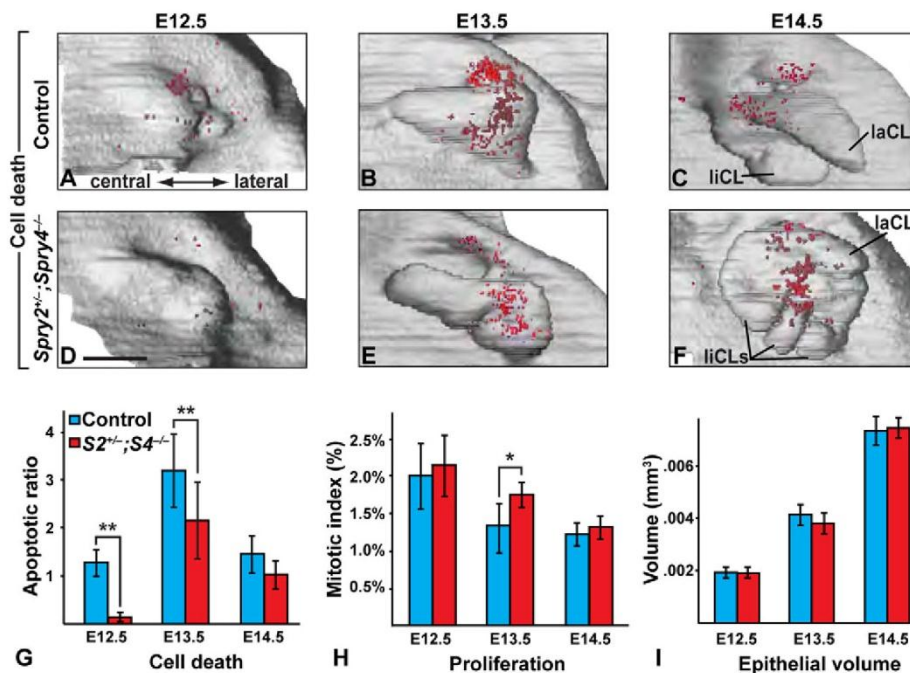 E12.5 E13.5 E14.5
Cell death
Control
Spry2+/-;Spry4-/-
A central lateral
B
C liCL laCL
D
E
F liCLs laCL
Control
S2+/-;S4-/-
Apoptotic ratio
4
3
2
1
**
**
E12.5 E13.5 E14.5
G Cell death
Mitotic index (%)
2.5%
2.0%
1.5%
1.0%
0.5%
*
E12.5 E13.5 E14.5
H Proliferation
Volume (mm³)
.006
.004
.002
E12.5 E13.5 E14.5
I Epithelial volume